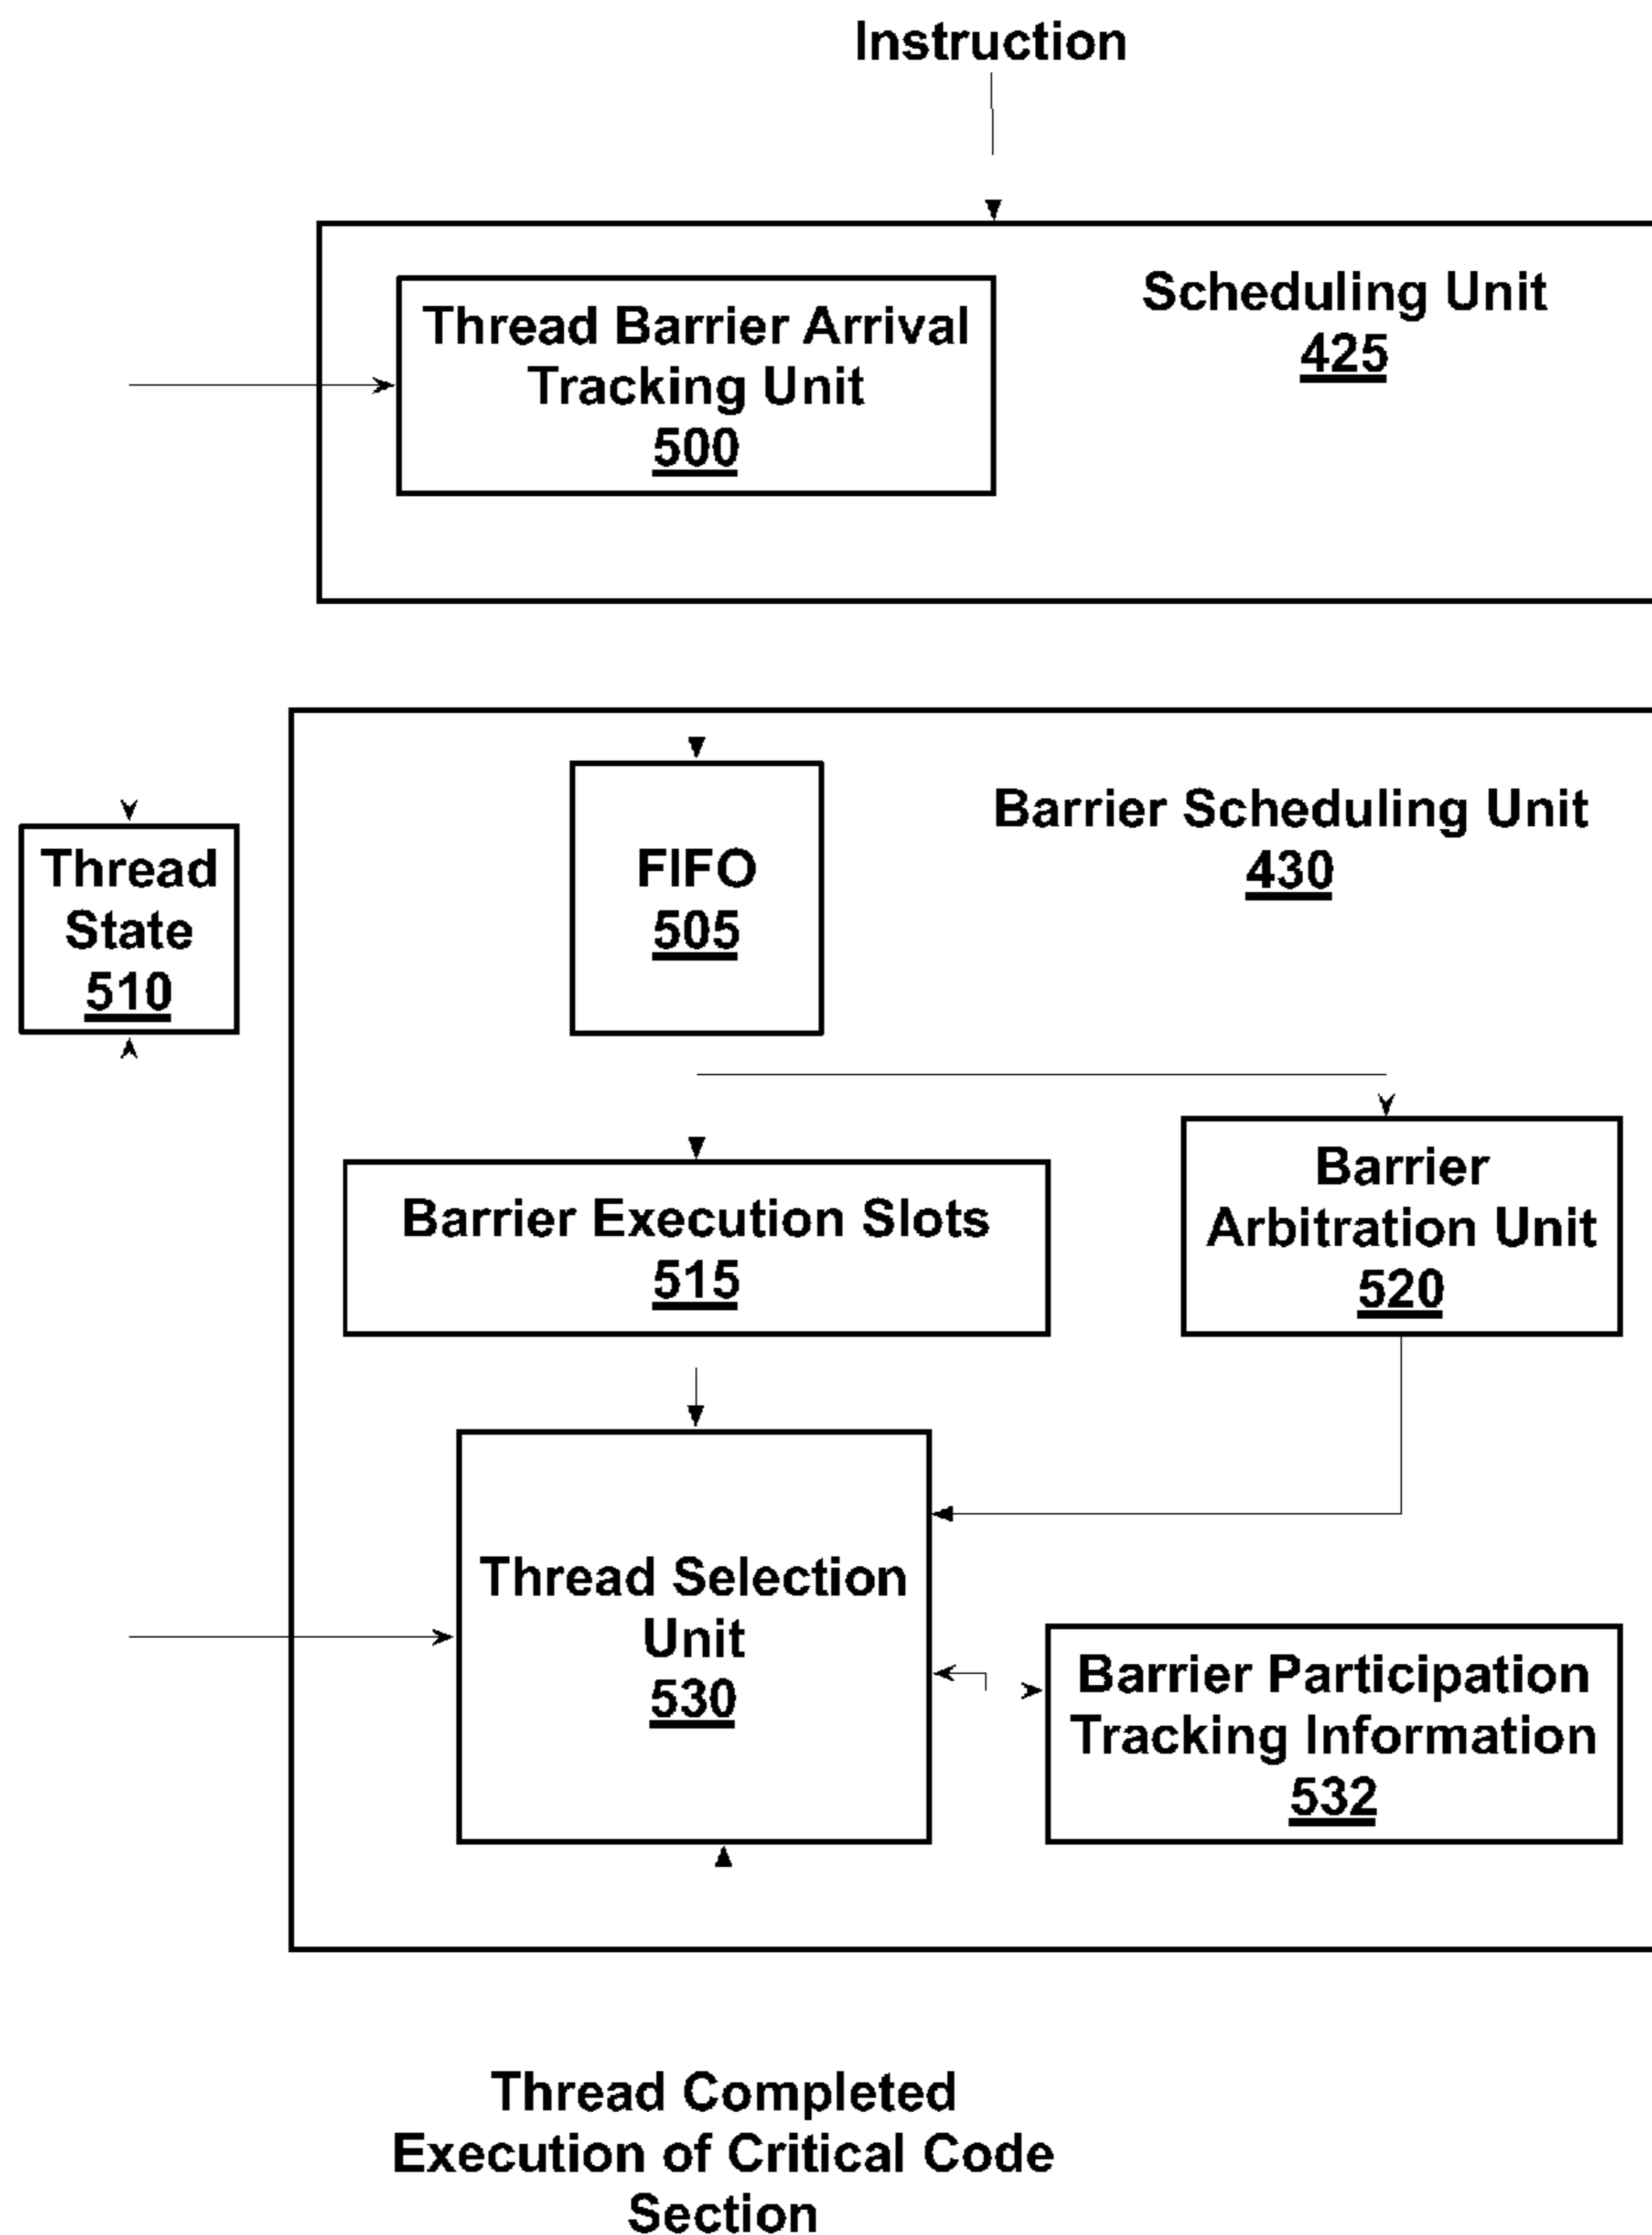 Instruction
Scheduling Unit
425
Thread Barrier Arrival
Tracking Unit
500
Barrier Scheduling Unit
430
FIFO
505
Thread
State
510
Barrier Execution Slots
515
Barrier
Arbitration Unit
520
Thread Selection
Unit
530
Barrier Participation
Tracking Information
532
Thread Completed
Execution of Critical Code
Section